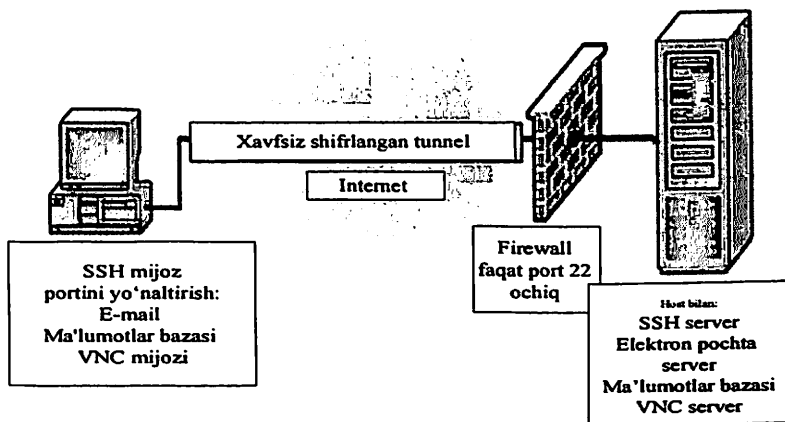 Xavfsiz shifrlangan tunnel
Internet
SSH mijoz
portini yo‘naltirish:
E-mail
Ma'lumotlar bazasi
VNC mijozi
Firewall
faqat port 22
ochiq
Host bilan:
SSH server
Elektron pochta
server
Ma’lumotlar bazasi
VNC server